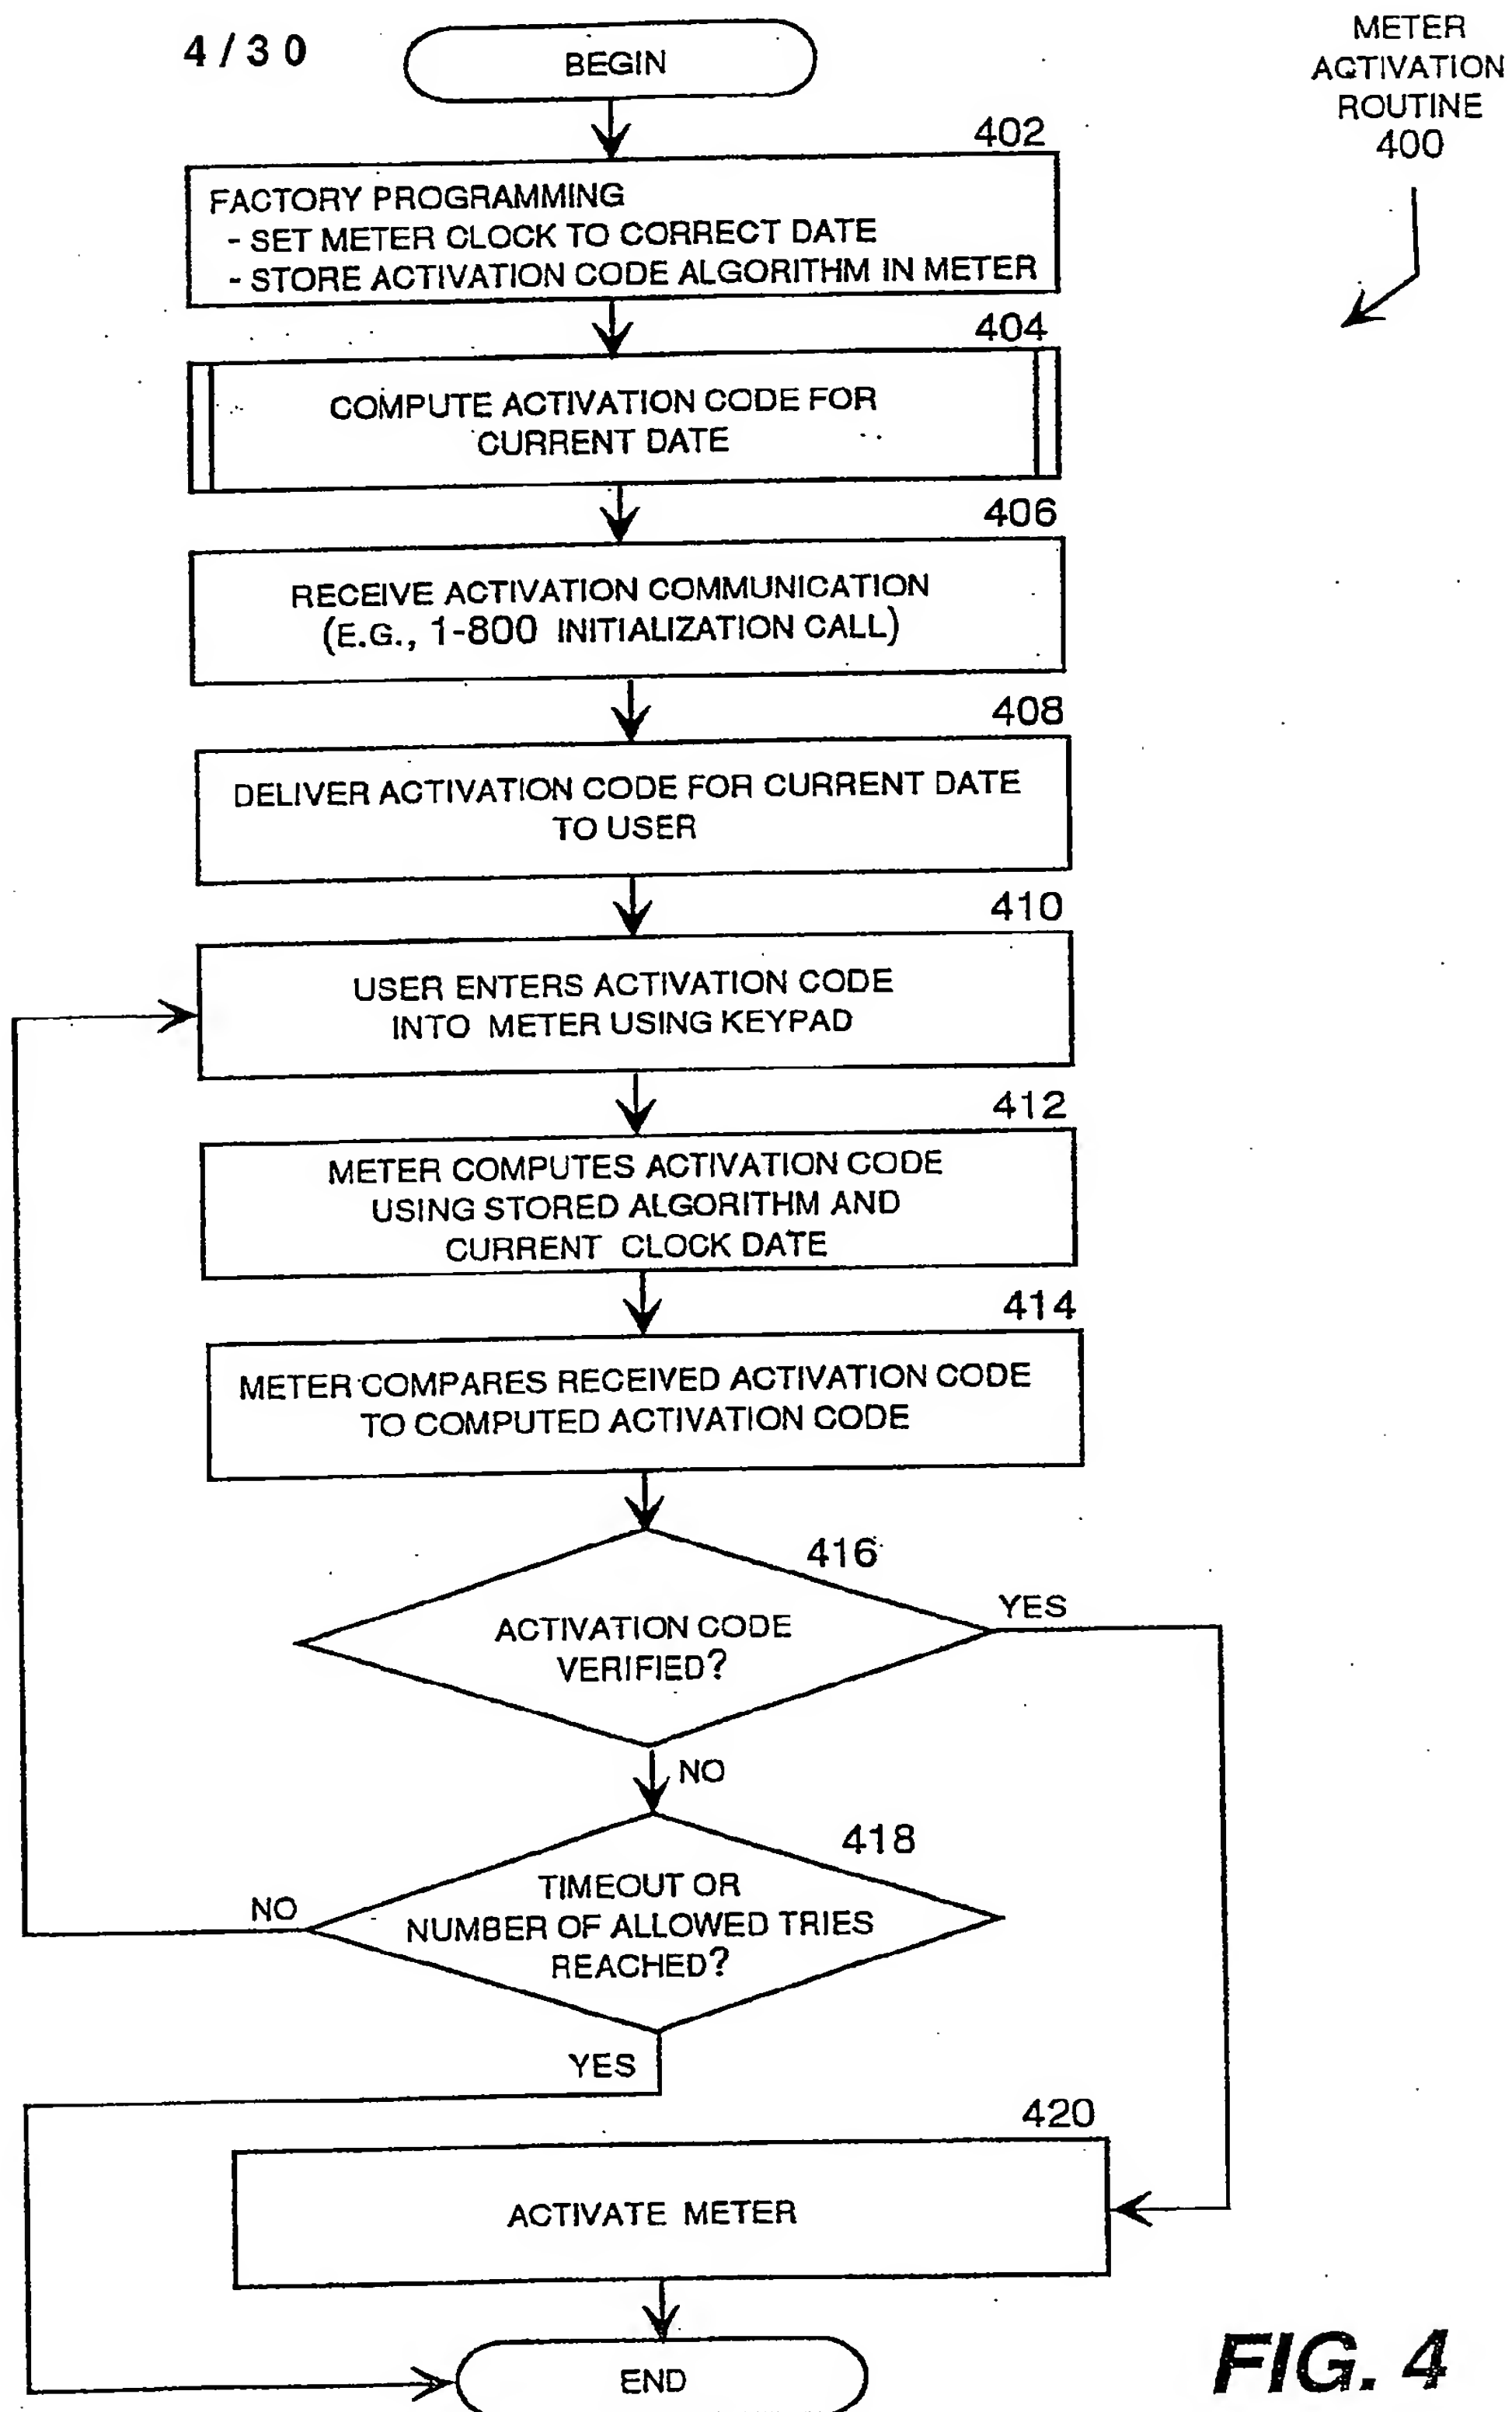 4/30
BEGIN
METER
ACTIVATION
ROUTINE
400
402
FACTORY PROGRAMMING
- SET METER CLOCK TO CORRECT DATE
- STORE ACTIVATION CODE ALGORITHM IN METER
404
COMPUTE ACTIVATION CODE FOR
CURRENT DATE
406
RECEIVE ACTIVATION COMMUNICATION
(E.G., 1-800 INITIALIZATION CALL)
408
DELIVER ACTIVATION CODE FOR CURRENT DATE
TO USER
410
USER ENTERS ACTIVATION CODE
INTO METER USING KEYPAD
412
METER COMPUTES ACTIVATION CODE
USING STORED ALGORITHM AND
CURRENT CLOCK DATE
414
METER COMPARES RECEIVED ACTIVATION CODE
TO COMPUTED ACTIVATION CODE
416
ACTIVATION CODE
VERIFIED?
YES
NO
418
TIMEOUT OR
NUMBER OF ALLOWED TRIES
REACHED?
NO
YES
420
ACTIVATE METER
END
FIG. 4